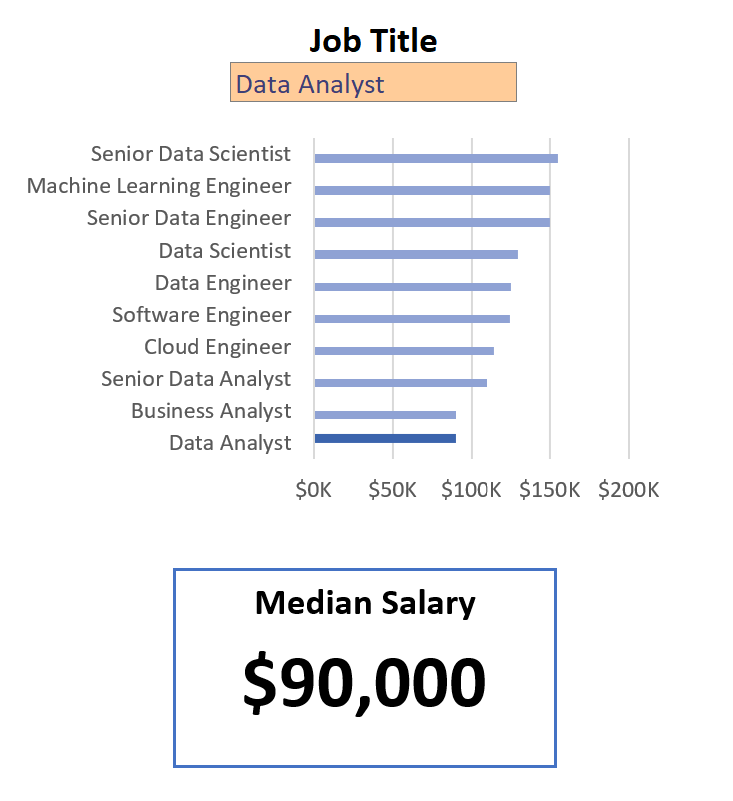 Job Title
Data Analyst
Senior Data Scientist
Machine Learning Engineer
Senior Data Engineer
Data Scientist
Data Engineer
Software Engineer
Cloud Engineer
Senior Data Analyst
Business Analyst
Data Analyst
$0K $50K $100K $150K $200K
Median Salary
$90,000